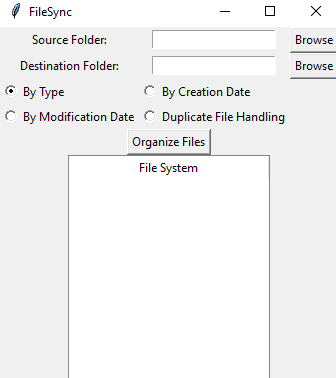 FileSync
Source Folder: Browse
Destination Folder: Browse
By Type By Creation Date
By Modification Date Duplicate File Handling
Organize Files
File System